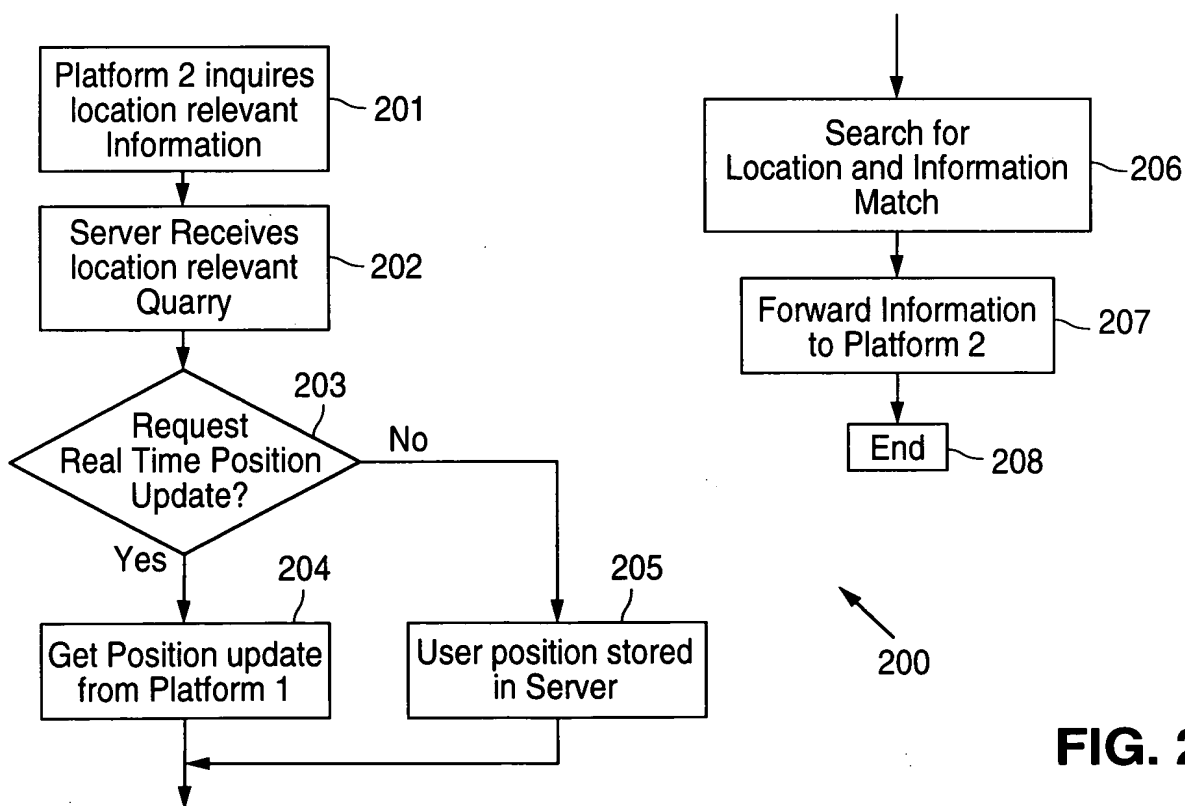 Platform 2 inquires
location relevant
Information
201
Server Receives
location relevant
Quarry
202
203
Request
Real Time Position
Update?
No
Yes
204
Get Position update
from Platform 1
205
User position stored
in Server
Search for
Location and Information
Match
206
Forward Information
to Platform 2
207
End
208
200
FIG. 2